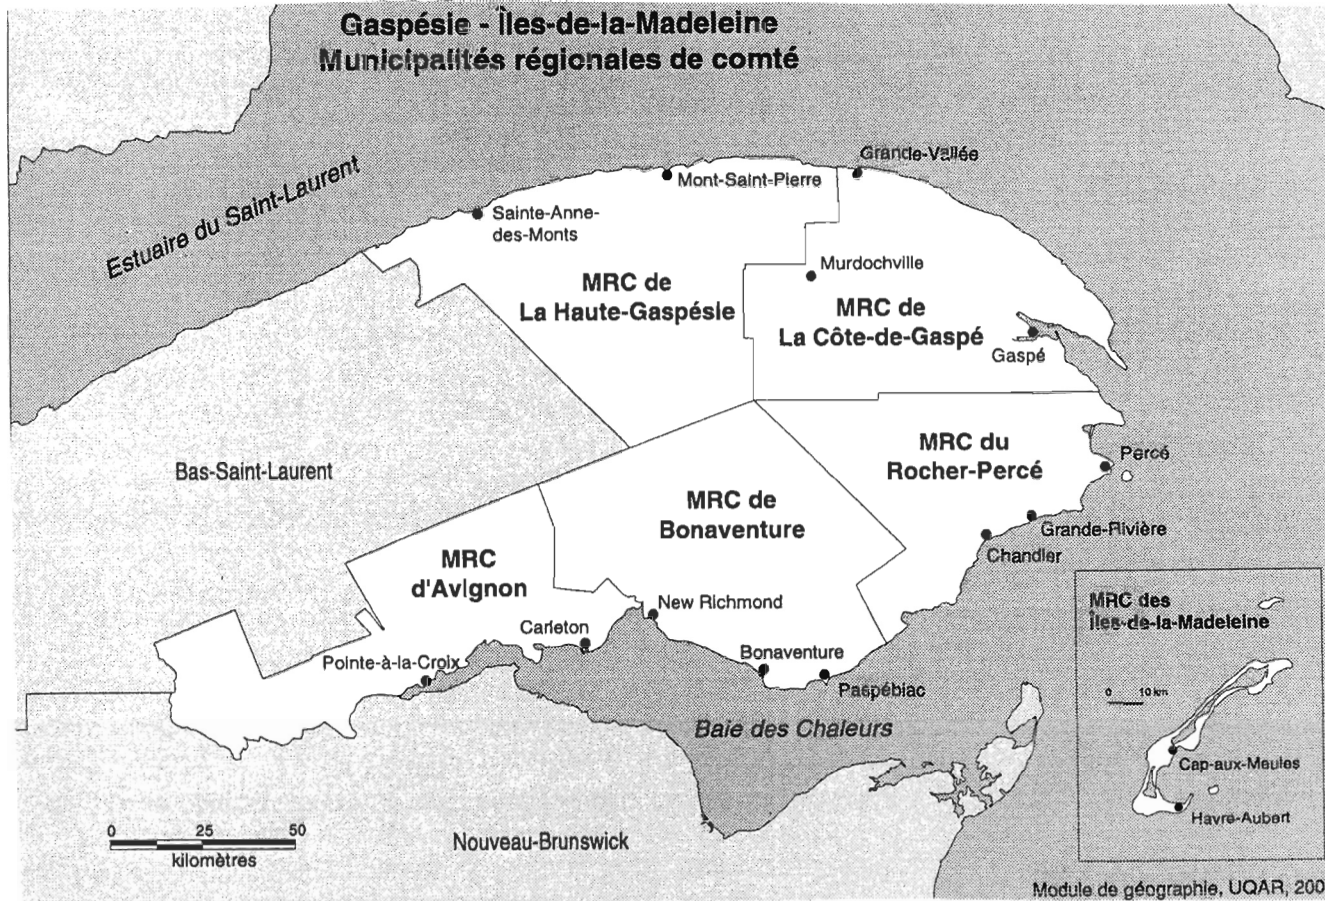 Gaspésie - Îles-de-la-Madeleine
Municipalités régionales de comté
Estuaire du Saint-Laurent
Grande-Vallée
Mont-Saint-Pierre
Sainte-Anne-
des-Monts
Murdochville
MRC de
La Haute-Gaspésie
MRC de
La Côte-de-Gaspé
Gaspé
Bas-Saint-Laurent
MRC du
Rocher-Percé
Percé
MRC de
Bonaventure
Grande-Rivière
Chandler
MRC
d'Avignon
New Richmond
Carleton
Bonaventure
Pointe-à-la-Croix
Paspébiac
Baie des Chaleurs
MRC des
Îles-de-la-Madeleine
0 10 km
Cap-aux-Meules
Havre-Aubert
0 25 50
kilomètres
Nouveau-Brunswick
Module de géographie, UQAR, 200